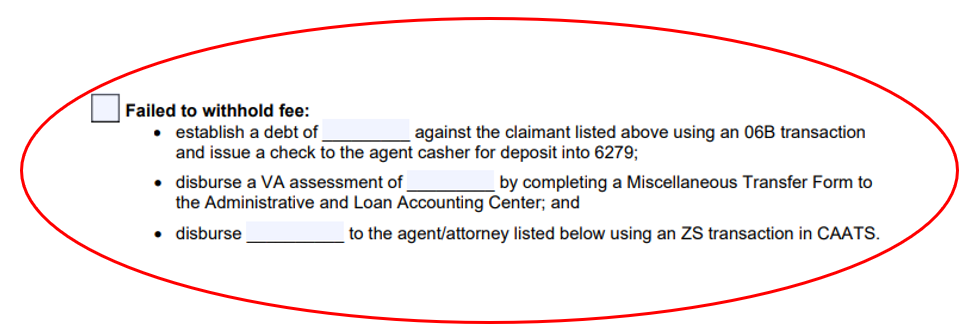 Failed to withhold fee:
• establish a debt of _________ against the claimant listed above using an 06B transaction
and issue a check to the agent casher for deposit into 6279;
• disburse a VA assessment of _________ by completing a Miscellaneous Transfer Form to
the Administrative and Loan Accounting Center; and
• disburse __________ to the agent/attorney listed below using an ZS transaction in CAATS.